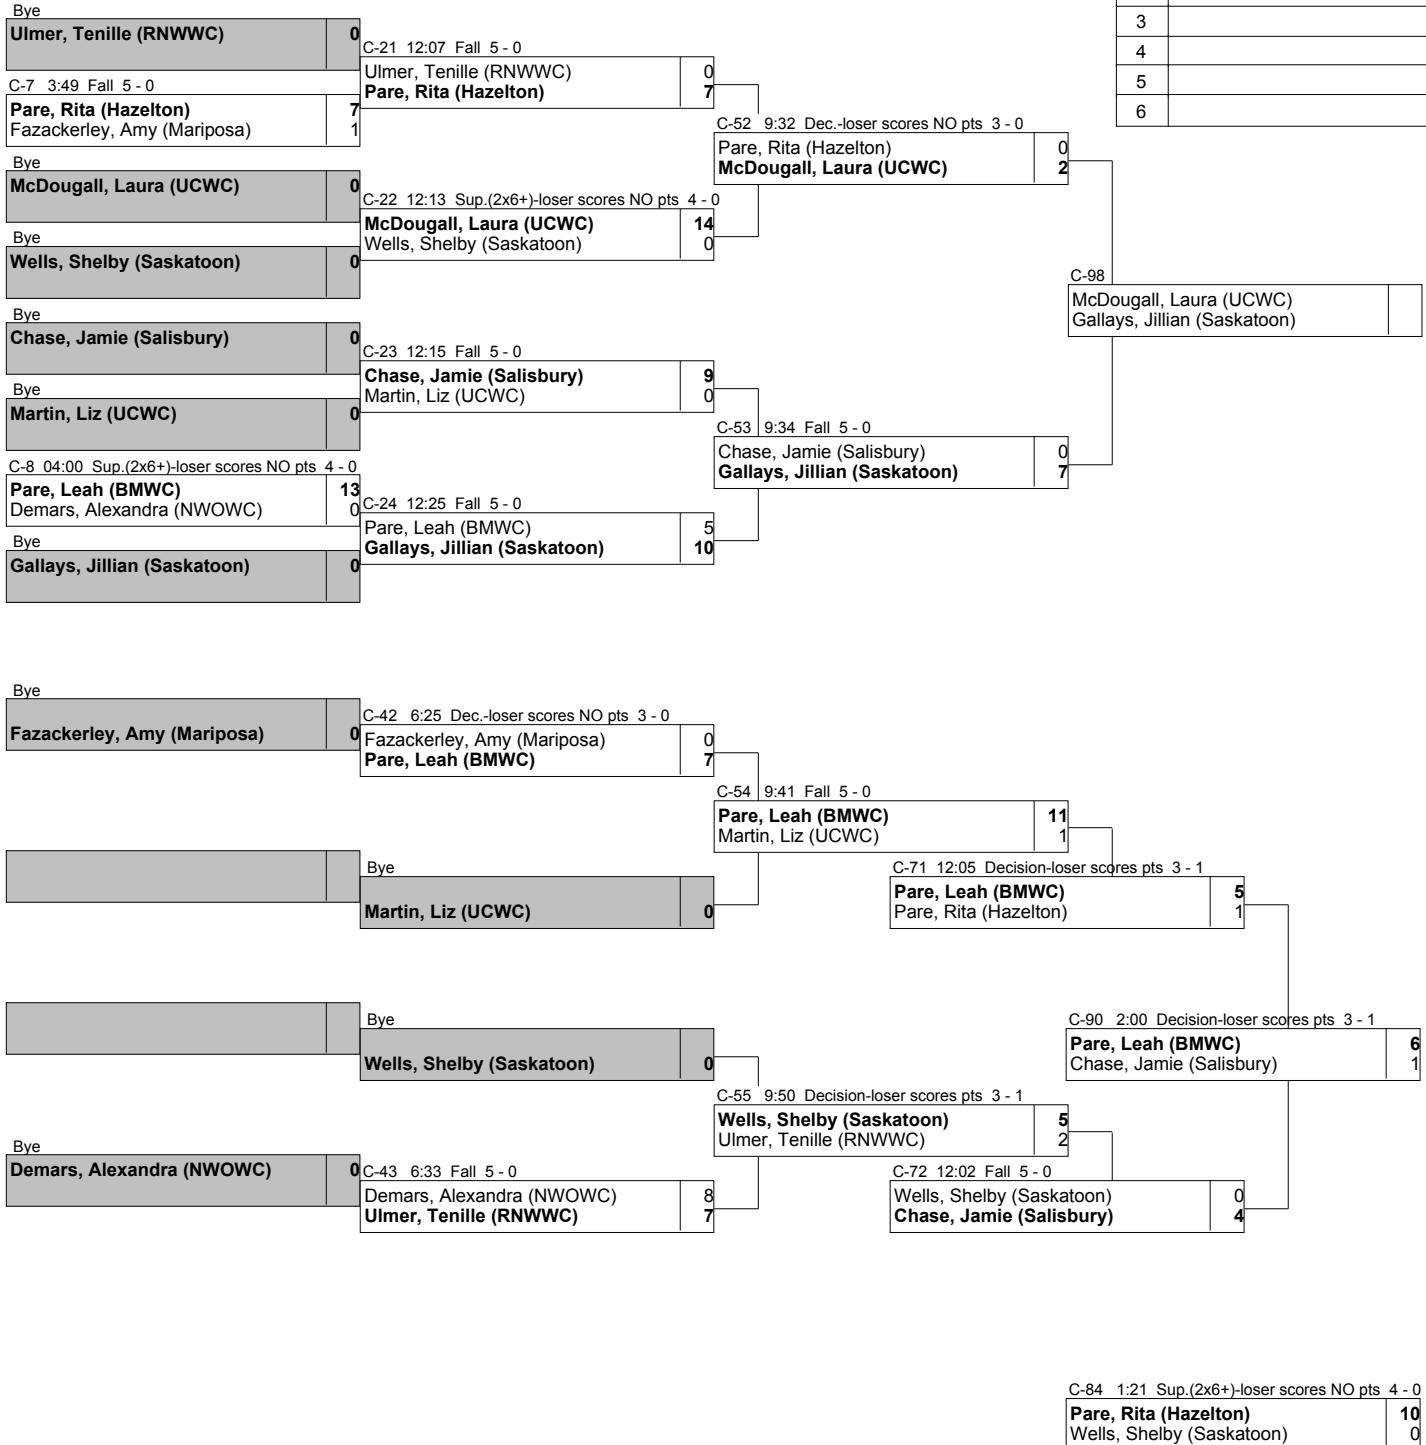 Bye
Ulmer, Tenille (RNWWC) 0
C-7 3:49 Fall 5 - 0
Pare, Rita (Hazelton) 7
Fazackerley, Amy (Mariposa) 1
Bye
McDougall, Laura (UCWC) 0
Bye
Wells, Shelby (Saskatoon) 0
Bye
Chase, Jamie (Salisbury) 0
Bye
Martin, Liz (UCWC) 0
C-8 04:00 Sup.(2x6+)-loser scores NO pts 4 - 0
Pare, Leah (BMWC) 13
Demars, Alexandra (NWOWC) 0
Bye
Gallays, Jillian (Saskatoon) 0
C-21 12:07 Fall 5 - 0
Ulmer, Tenille (RNWWC) 0
Pare, Rita (Hazelton) 7
C-22 12:13 Sup.(2x6+)-loser scores NO pts 4 - 0
McDougall, Laura (UCWC) 14
Wells, Shelby (Saskatoon) 0
C-23 12:15 Fall 5 - 0
Chase, Jamie (Salisbury) 9
Martin, Liz (UCWC) 0
C-24 12:25 Fall 5 - 0
Pare, Leah (BMWC) 5
Gallays, Jillian (Saskatoon) 10
C-52 9:32 Dec.-loser scores NO pts 3 - 0
Pare, Rita (Hazelton) 0
McDougall, Laura (UCWC) 2
C-53 9:34 Fall 5 - 0
Chase, Jamie (Salisbury) 0
Gallays, Jillian (Saskatoon) 7
3
4
5
6
C-98
McDougall, Laura (UCWC)
Gallays, Jillian (Saskatoon)
Bye
Fazackerley, Amy (Mariposa) 0
Bye
Demars, Alexandra (NWOWC) 0
C-42 6:25 Dec.-loser scores NO pts 3 - 0
Fazackerley, Amy (Mariposa) 0
Pare, Leah (BMWC) 7
Bye
Martin, Liz (UCWC) 0
Bye
Wells, Shelby (Saskatoon) 0
C-43 6:33 Fall 5 - 0
Demars, Alexandra (NWOWC) 8
Ulmer, Tenille (RNWWC) 7
C-54 9:41 Fall 5 - 0
Pare, Leah (BMWC) 11
Martin, Liz (UCWC) 1
C-55 9:50 Decision-loser scores pts 3 - 1
Wells, Shelby (Saskatoon) 5
Ulmer, Tenille (RNWWC) 2
C-71 12:05 Decision-loser scores pts 3 - 1
Pare, Leah (BMWC) 5
Pare, Rita (Hazelton) 1
C-72 12:02 Fall 5 - 0
Wells, Shelby (Saskatoon) 0
Chase, Jamie (Salisbury) 4
C-90 2:00 Decision-loser scores pts 3 - 1
Pare, Leah (BMWC) 6
Chase, Jamie (Salisbury) 1
C-84 1:21 Sup.(2x6+)-loser scores NO pts 4 - 0
Pare, Rita (Hazelton) 10
Wells, Shelby (Saskatoon) 0